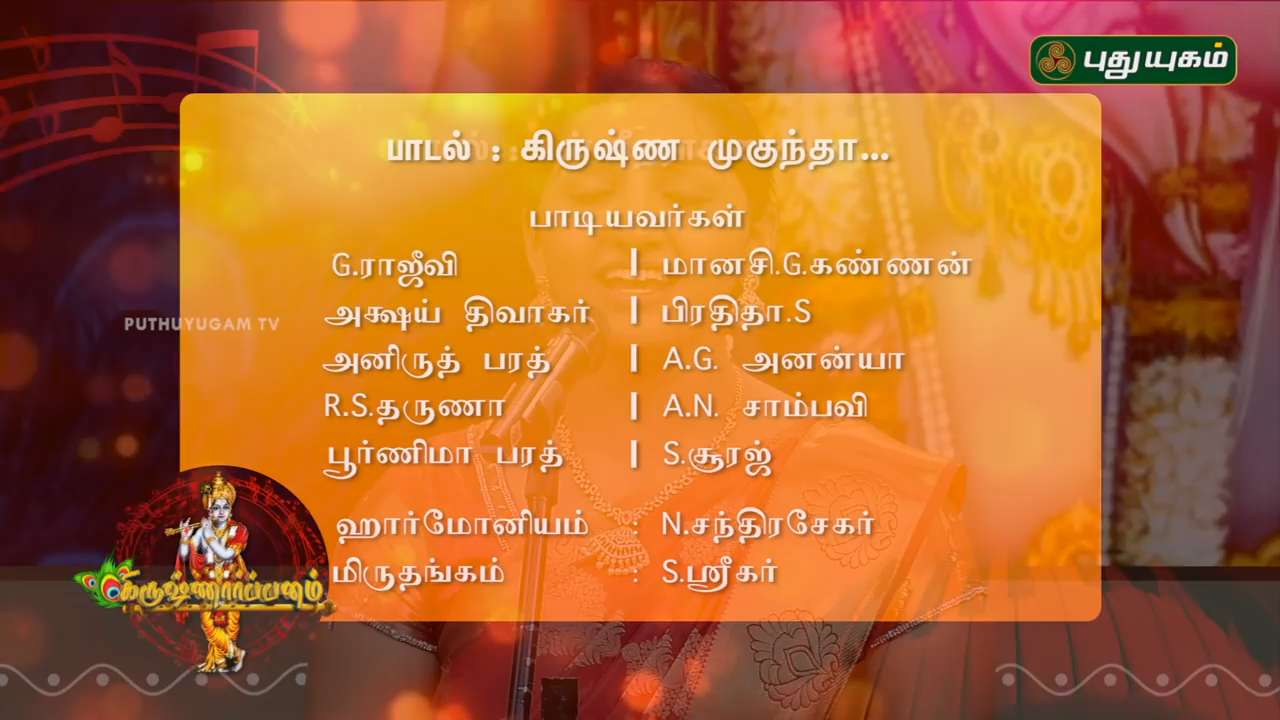 புதுயுகம்
பாடல் : கிருஷ்ண முகுந்தா...
பாடியவர்கள்
G.ராஜீவி | மானசி.G.கண்ணன்
PUTHUYUGAM TV
அக்ஷய் திவாகர் | பிரதிதா.S
அனிருத் பரத் | A.G. அனன்யா
R.S.தருணா | A.N. சாம்பவி
பூர்ணிமா பரத் | S.சூரஜ்
ஹார்மோனியம் : N.சந்திரசேகர்
மிருதங்கம் : S.ஸ்ரீகர்
கிருஷ்ணார்ப்பணம்